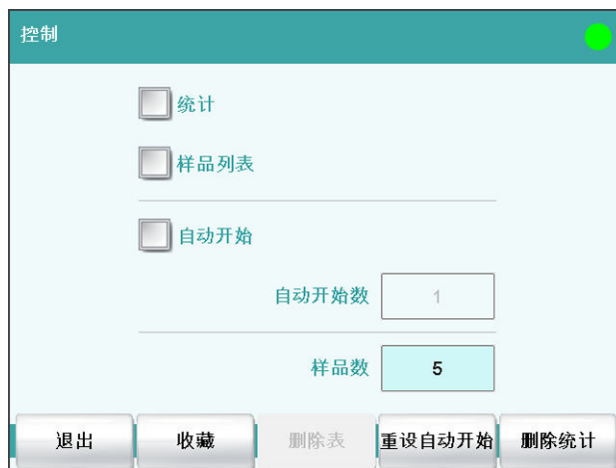 控制
统计
样品列表
自动开始
自动开始数 1
样品数 5
退出 收藏 删除表 重设自动开始 删除统计